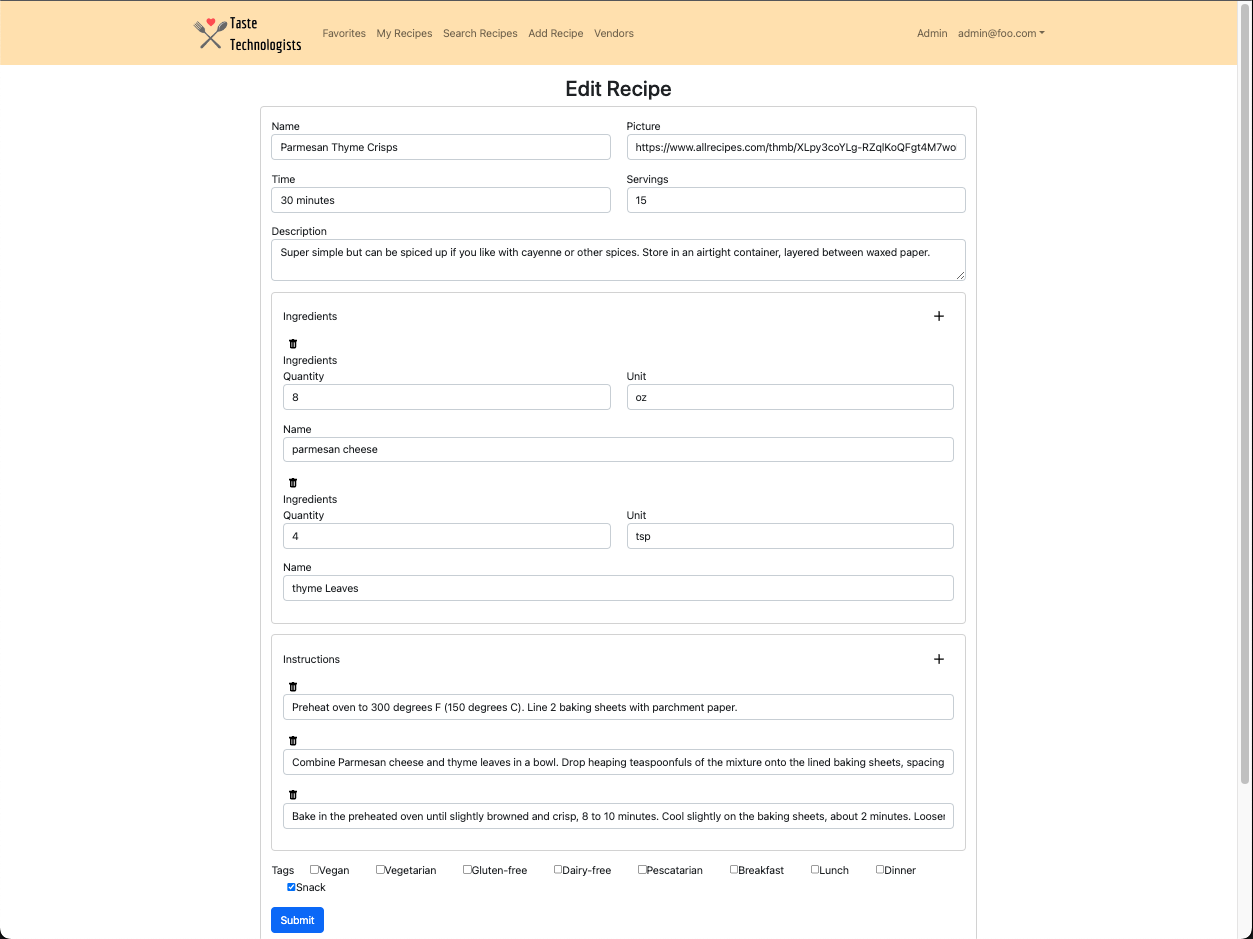 Taste
Technologists
Favorites My Recipes Search Recipes Add Recipe Vendors Admin admin@foo.com
Edit Recipe
Name Picture
Parmesan Thyme Crisps https://www.allrecipes.com/thmb/XLpy3coYLg-RZqlKoQFgt4M7wo
Time Servings
30 minutes 15
Description
Super simple but can be spiced up if you like with cayenne or other spices. Store in an airtight container, layered between waxed paper.
Ingredients +
Ingredients
Quantity Unit
8 oz
Name
parmesan cheese
Ingredients
Quantity Unit
4 tsp
Name
thyme Leaves
Instructions +
Preheat oven to 300 degrees F (150 degrees C). Line 2 baking sheets with parchment paper.
Combine Parmesan cheese and thyme leaves in a bowl. Drop heaping teaspoonfuls of the mixture onto the lined baking sheets, spacing
Bake in the preheated oven until slightly browned and crisp, 8 to 10 minutes. Cool slightly on the baking sheets, about 2 minutes. Looser
Tags Vegan Vegetarian Gluten-free Dairy-free Pescatarian Breakfast Lunch Dinner
Snack
Submit